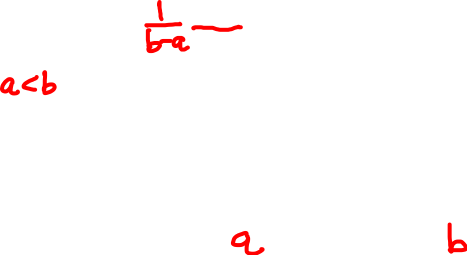 1/(b-a) —
a<b
a b